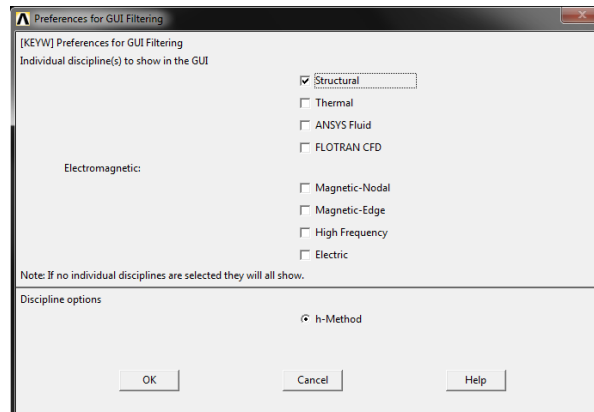 Preferences for GUI Filtering
[KEYW] Preferences for GUI Filtering
Individual discipline(s) to show in the GUI
Structural
Thermal
ANSYS Fluid
FLOTRAN CFD
Electromagnetic:
Magnetic-Nodal
Magnetic-Edge
High Frequency
Electric
Note: If no individual disciplines are selected they will all show.
Discipline options
h-Method
OK Cancel Help